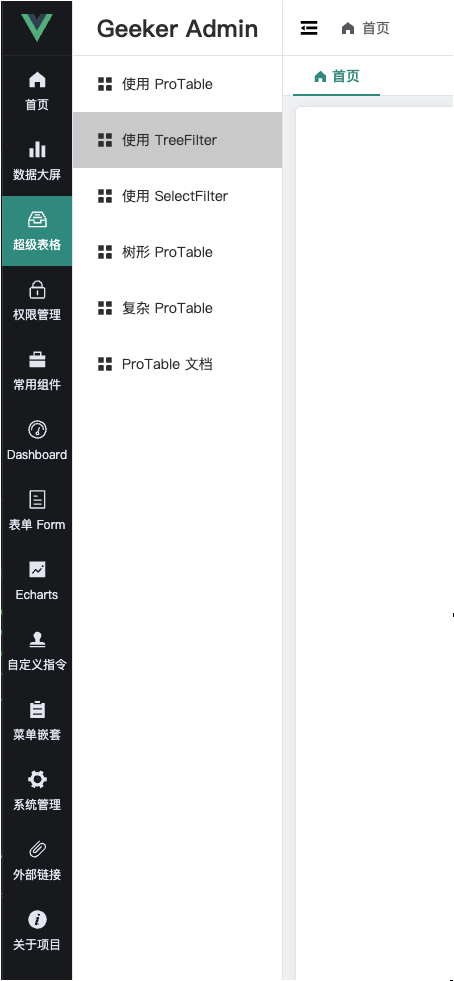 Geeker Admin
首页
首页
首页
数据大屏
超级表格
权限管理
常用组件
Dashboard
表单 Form
Echarts
自定义指令
菜单嵌套
系统管理
外部链接
关于项目
使用 ProTable
使用 TreeFilter
使用 SelectFilter
树形 ProTable
复杂 ProTable
ProTable 文档